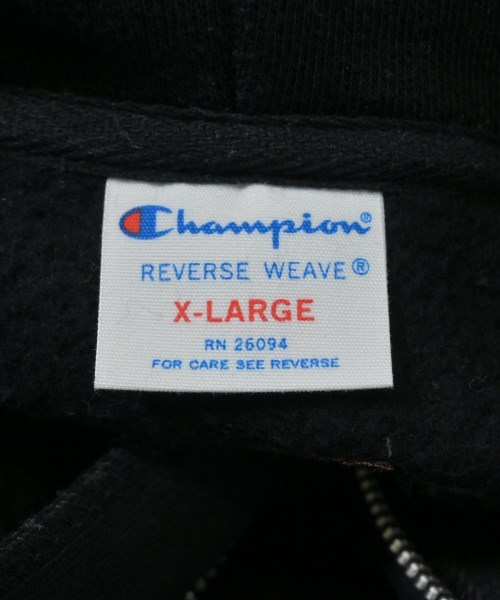 Champion®
REVERSE WEAVE®
X-LARGE
RN 26094
FOR CARE SEE REVERSE